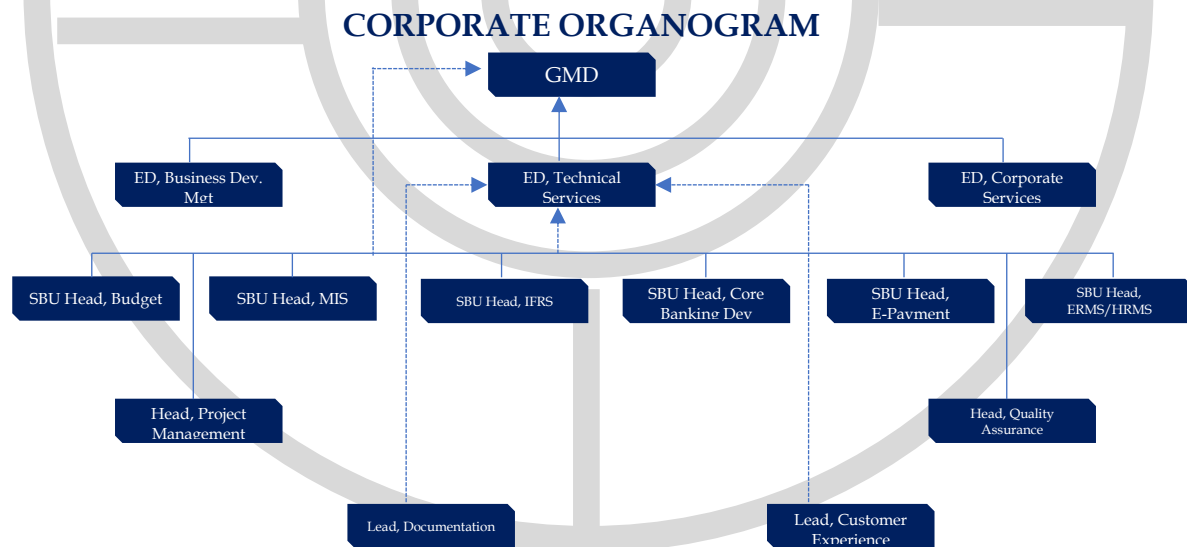 CORPORATE ORGANOGRAM
GMD
ED, Business Dev.
Mgt
ED, Technical
Services
ED, Corporate
Services
SBU Head, Budget
SBU Head, MIS
SBU Head, IFRS
SBU Head, Core
Banking Dev
SBU Head,
E-Payment
SBU Head,
ERMS/HRMS
Head, Project
Management
Head, Quality
Assurance
Lead, Documentation
Lead, Customer
Experience